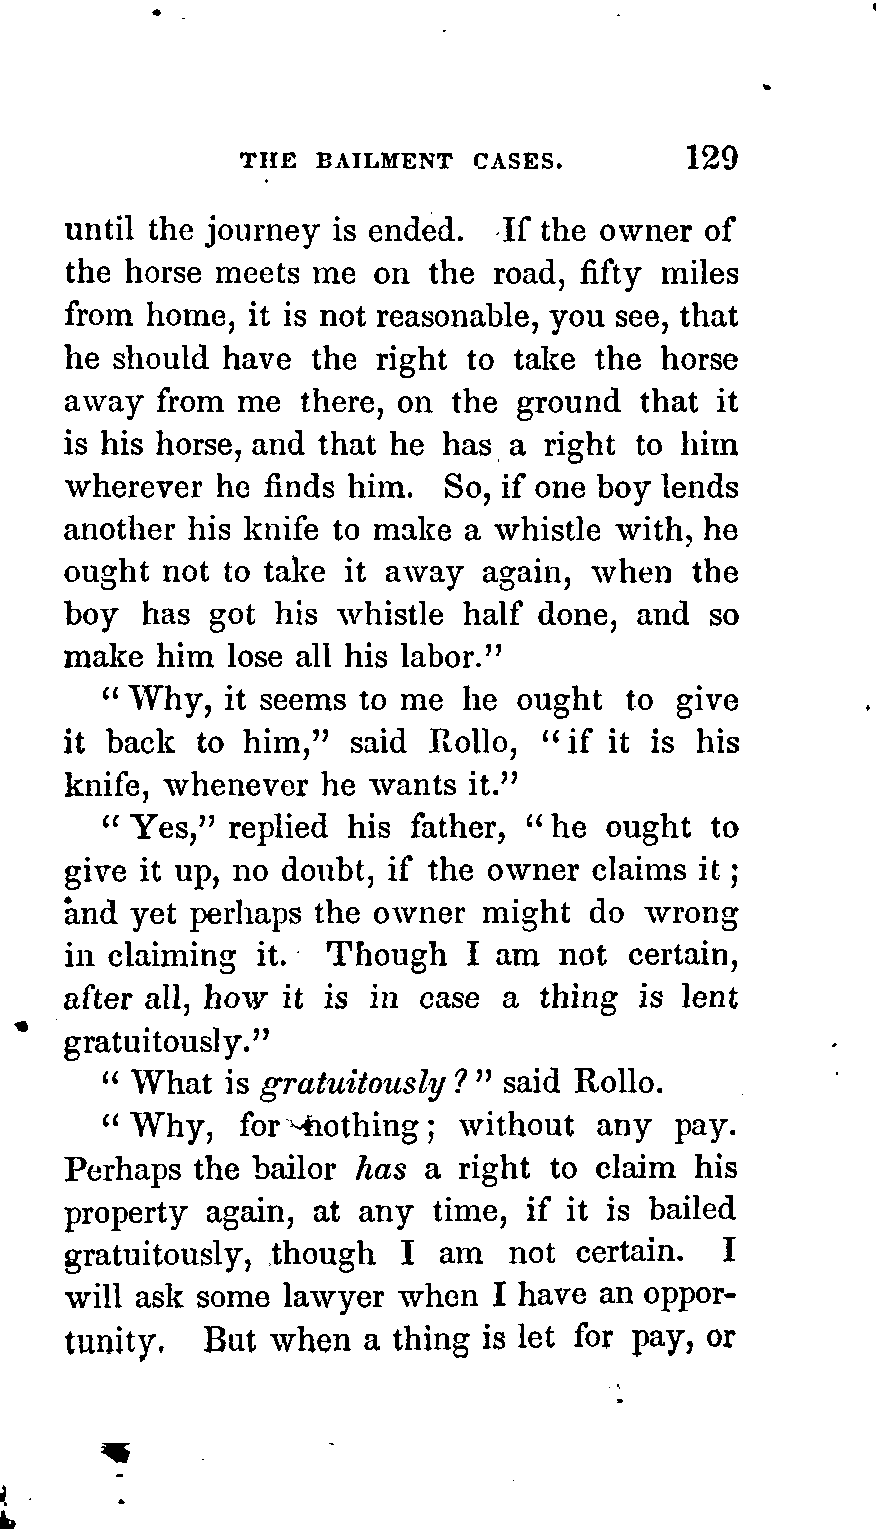 THE BAILMENT CASES. 129
until the journey is ended. If the owner of
the horse meets me on the road, fifty miles
from home, it is not reasonable, you see, that
he should have the right to take the horse
away from me there, on the ground that it
is his horse, and that he has a right to him
wherever he finds him. So, if one boy lends
another his knife to make a whistle with, he
ought not to take it away again, when the
boy has got his whistle half done, and so
make him lose all his labor."
"Why, it seems to me he ought to give
it back to him," said Rollo, "if it is his
knife, whenever he wants it."
"Yes," replied his father, "he ought to
give it up, no doubt, if the owner claims it;
and yet perhaps the owner might do wrong
in claiming it. Though I am not certain,
after all, how it is in case a thing is lent
gratuitously."
"What is gratuitously?" said Rollo.
"Why, for nothing; without any pay.
Perhaps the bailor has a right to claim his
property again, at any time, if it is bailed
gratuitously, though I am not certain. I
will ask some lawyer when I have an oppor-
tunity. But when a thing is let for pay, or